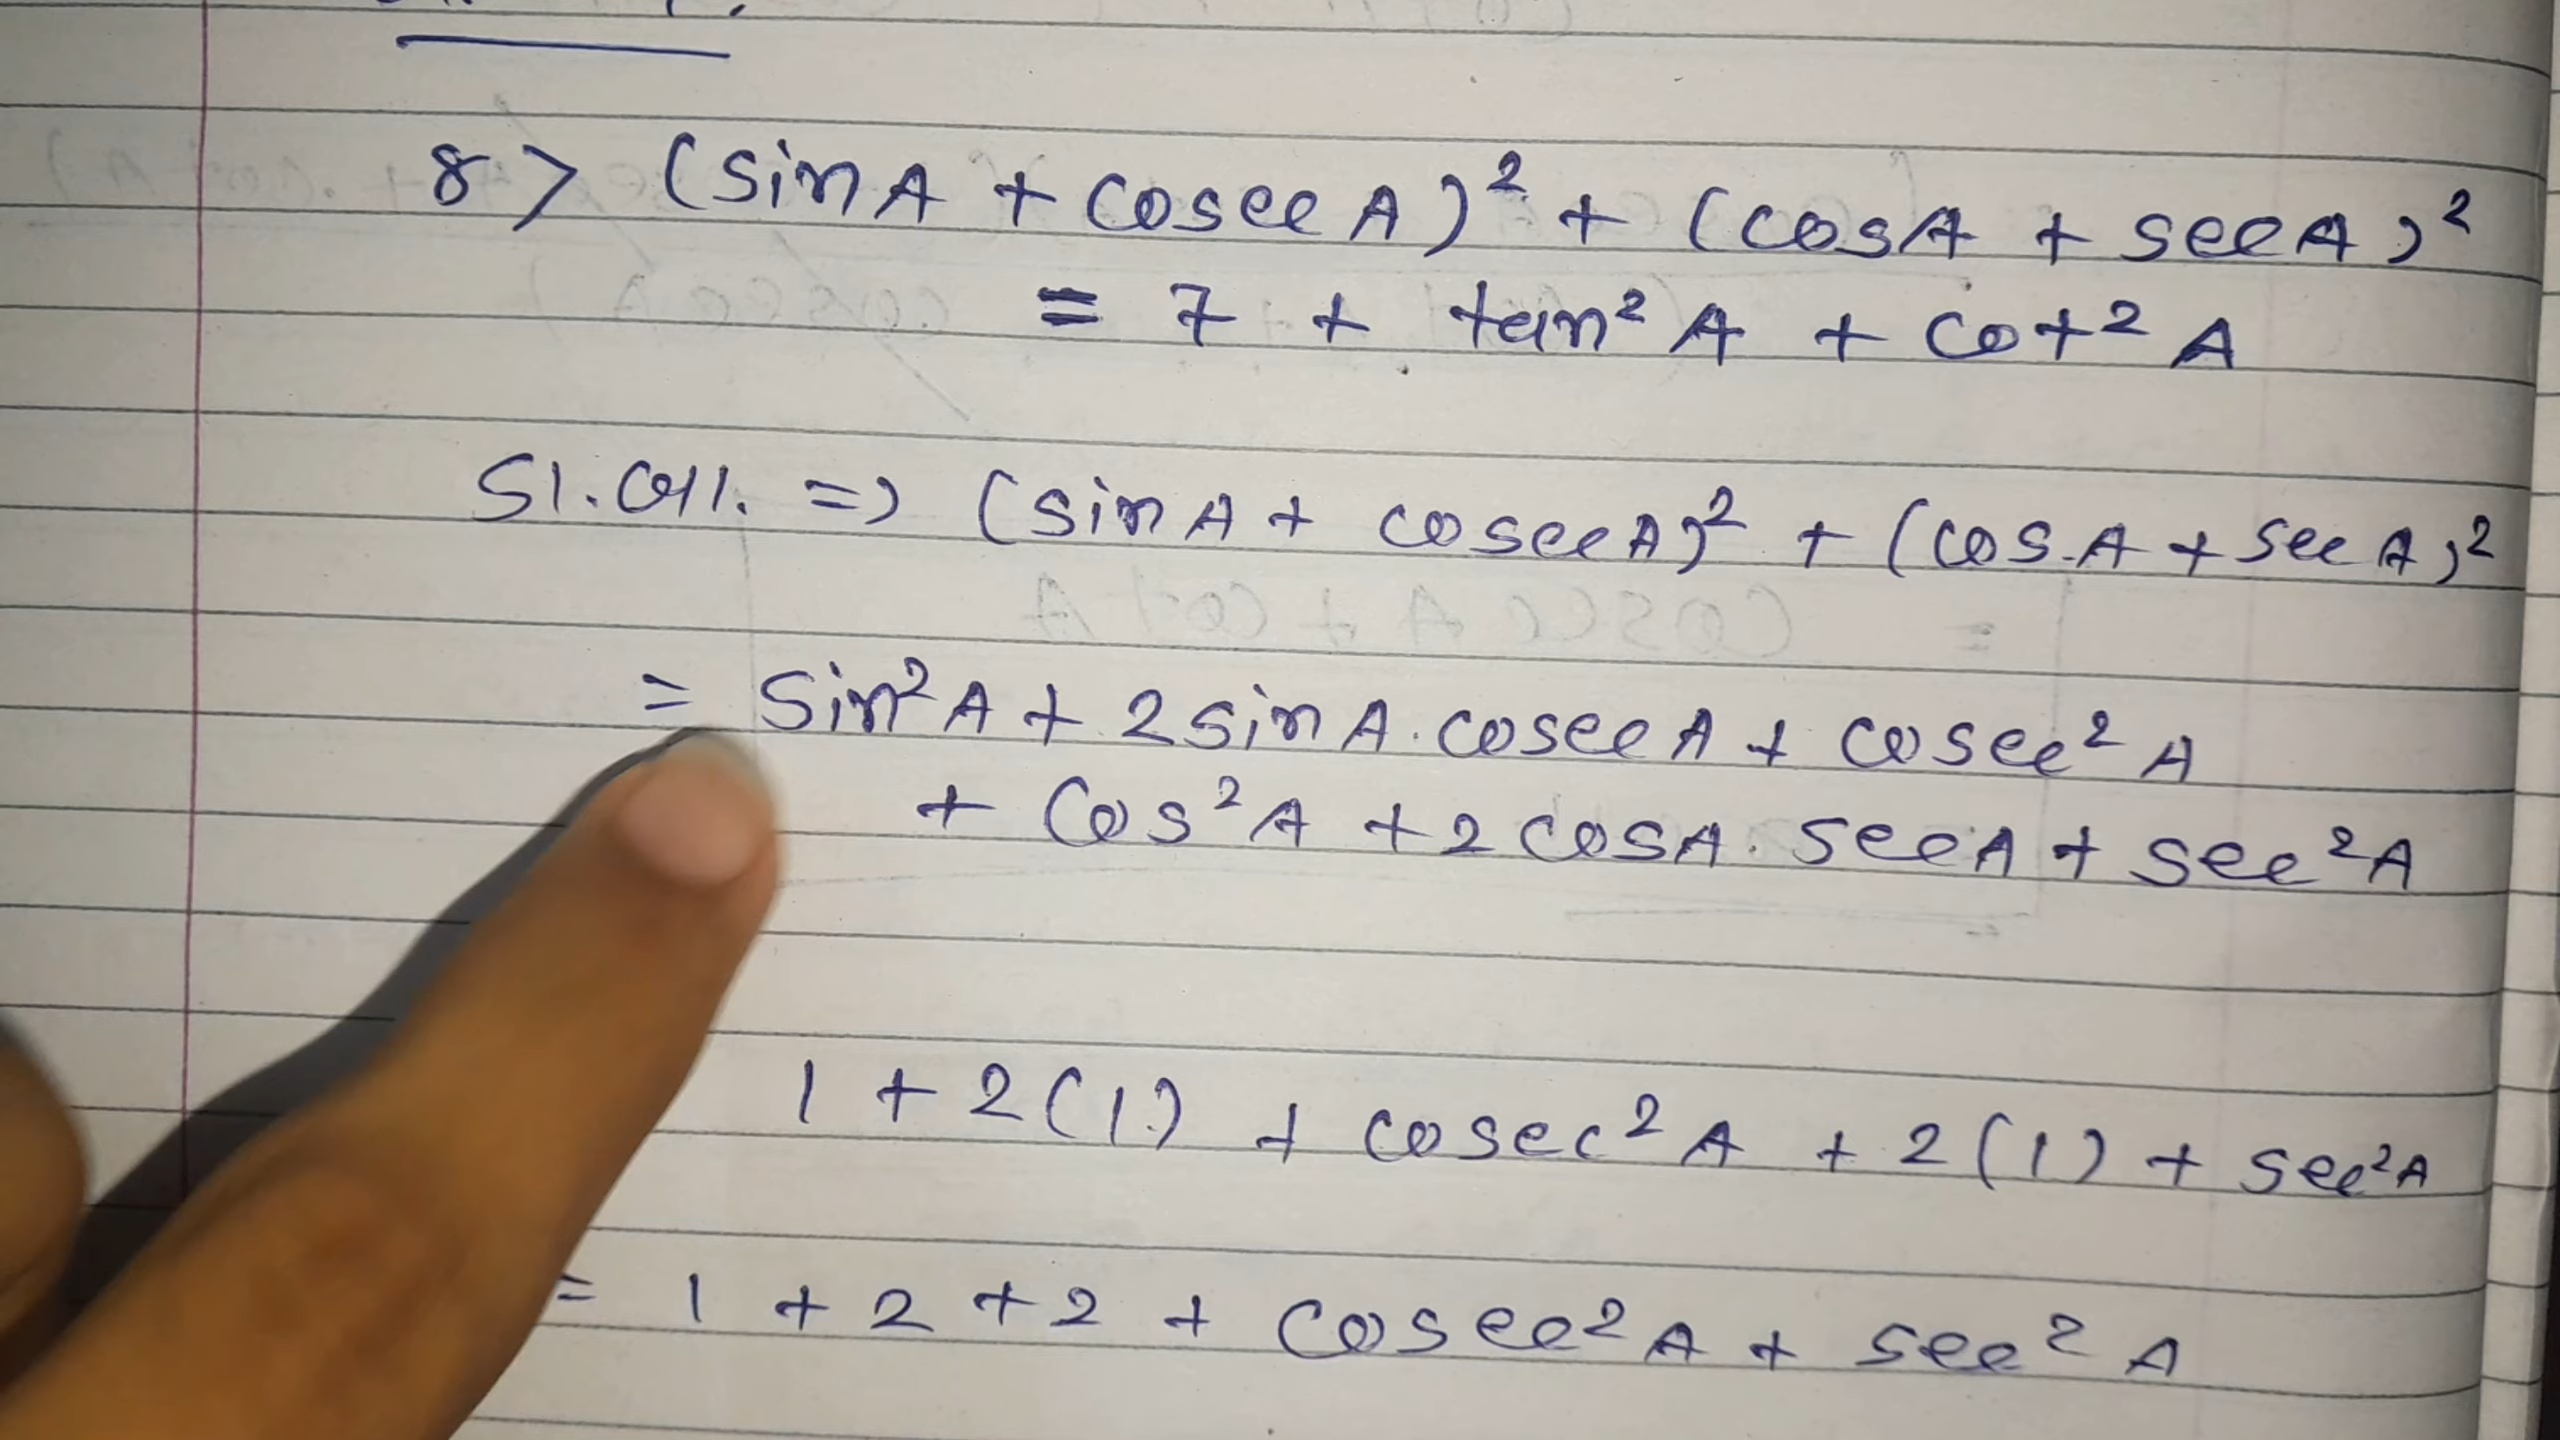 8> (sin A + cosec A)² + (cos A + sec A)²
= 7 + tan² A + cot² A
=> (sin A + cosec A)² + (cos A + sec A)²
= sin² A + 2 sin A . cosec A + cosec² A
+ cos² A + 2 cos A . sec A + sec² A
1 + 2(1) + cosec² A + 2(1) + sec² A
= 1 + 2 + 2 + cosec² A + sec² A